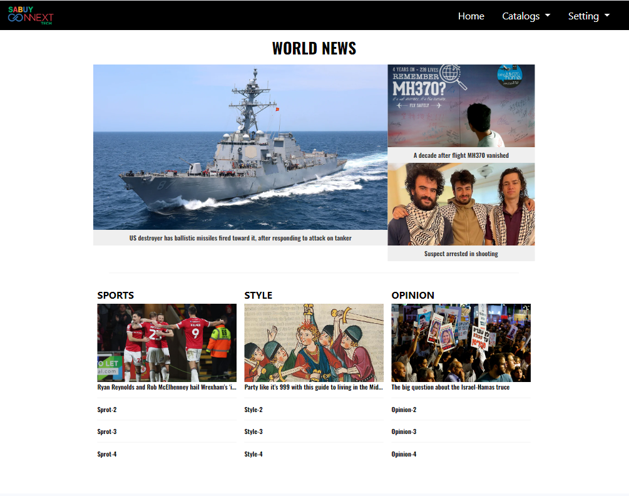 SABUY
CONNEXT
TECH
Home
Catalogs
Setting
WORLD NEWS
4 YEARS ON - TEN LIVES
REMEMBER
MH370?
A decade after flight MH370 vanished
US destroyer has ballistic missiles fired toward it, after responding to attack on tanker
Suspect arrested in shooting
SPORTS
STYLE
OPINION
9
Ryan Reynolds and Rob McElhenney hail Wrexham's 'i...
Party like it's 999 with this guide to living in the Mid...
The big question about the Israel-Hamas truce
Sprot-2
Style-2
Opinion-2
Sprot-3
Style-3
Opinion-3
Sprot-4
Style-4
Opinion-4